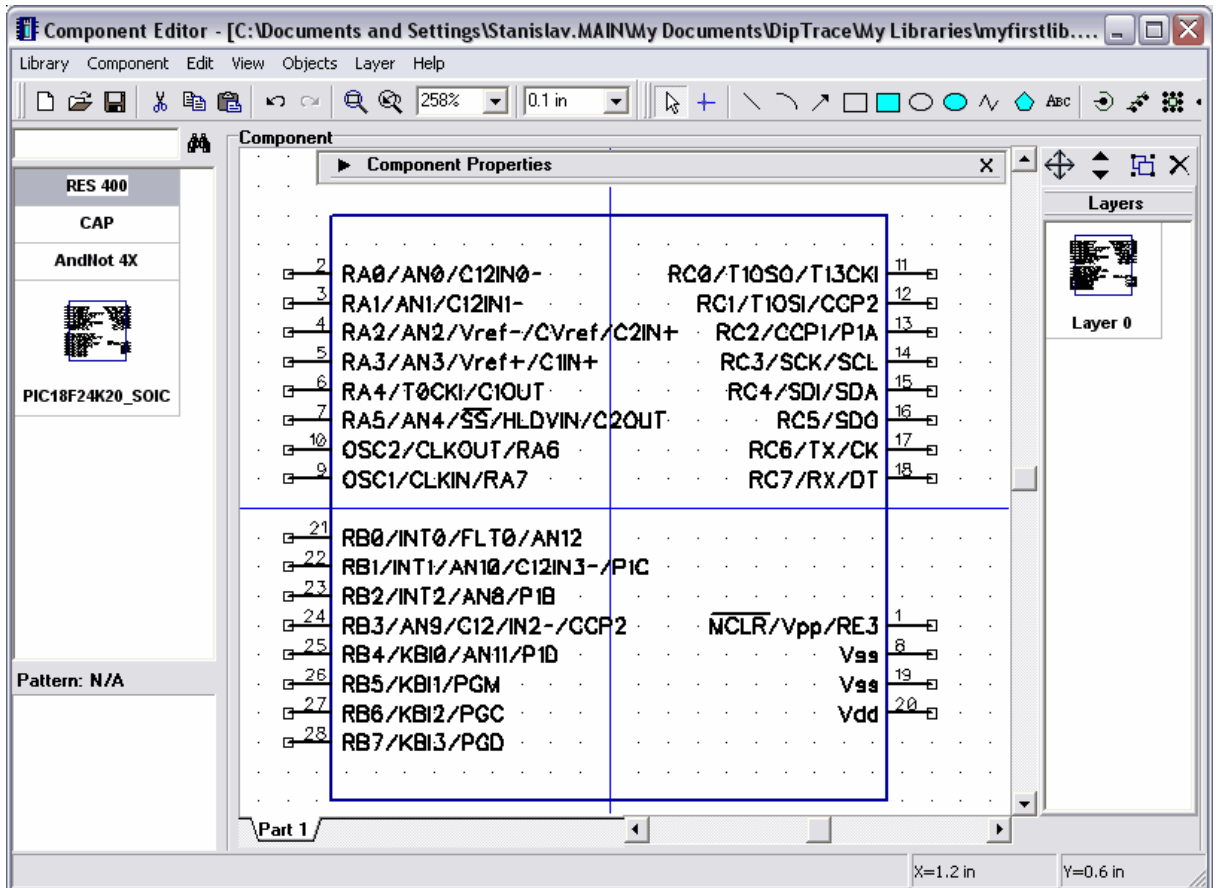 Component Editor - [C:\Documents and Settings\Stanislav.MAIN\My Documents\DipTrace\My Libraries\myfirstlib....
Library Component Edit View Objects Layer Help
258% 0.1 in ABC
Component
Component Properties X
RES 400
CAP
AndNot 4X
PIC18F24K20_SOIC
Pattern: N/A
2 RA0/AN0/C12IN0- RC0/T1OSO/T13CKI 11
3 RA1/AN1/C12IN1- RC1/T1OSI/CCP2 12
4 RA2/AN2/Vref-/CVref/C2IN+ RC2/CCP1/P1A 13
5 RA3/AN3/Vref+/C1IN+ RC3/SCK/SCL 14
6 RA4/T0CKI/C1OUT RC4/SDI/SDA 15
7 RA5/AN4/SS/HLDVIN/C2OUT RC5/SDO 16
10 OSC2/CLKOUT/RA6 RC6/TX/CK 17
9 OSC1/CLKIN/RA7 RC7/RX/DT 18
21 RB0/INT0/FLT0/AN12
22 RB1/INT1/AN10/C12IN3-/P1C
23 RB2/INT2/AN8/P1B
24 RB3/AN9/C12/IN2-/CCP2 MCLR/Vpp/RE3 1
25 RB4/KBI0/AN11/P1D Vss 8
26 RB5/KBI1/PGM Vss 19
27 RB6/KBI2/PGC Vdd 20
28 RB7/KBI3/PGD
Part 1
Layers
Layer 0
X=1.2 in Y=0.6 in